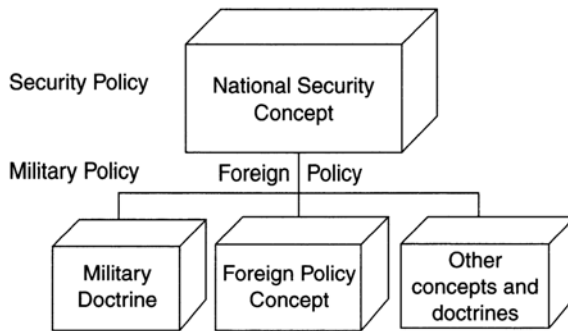 Security Policy
National Security
Concept
Military Policy
Foreign Policy
Military
Doctrine
Foreign Policy
Concept
Other
concepts and
doctrines